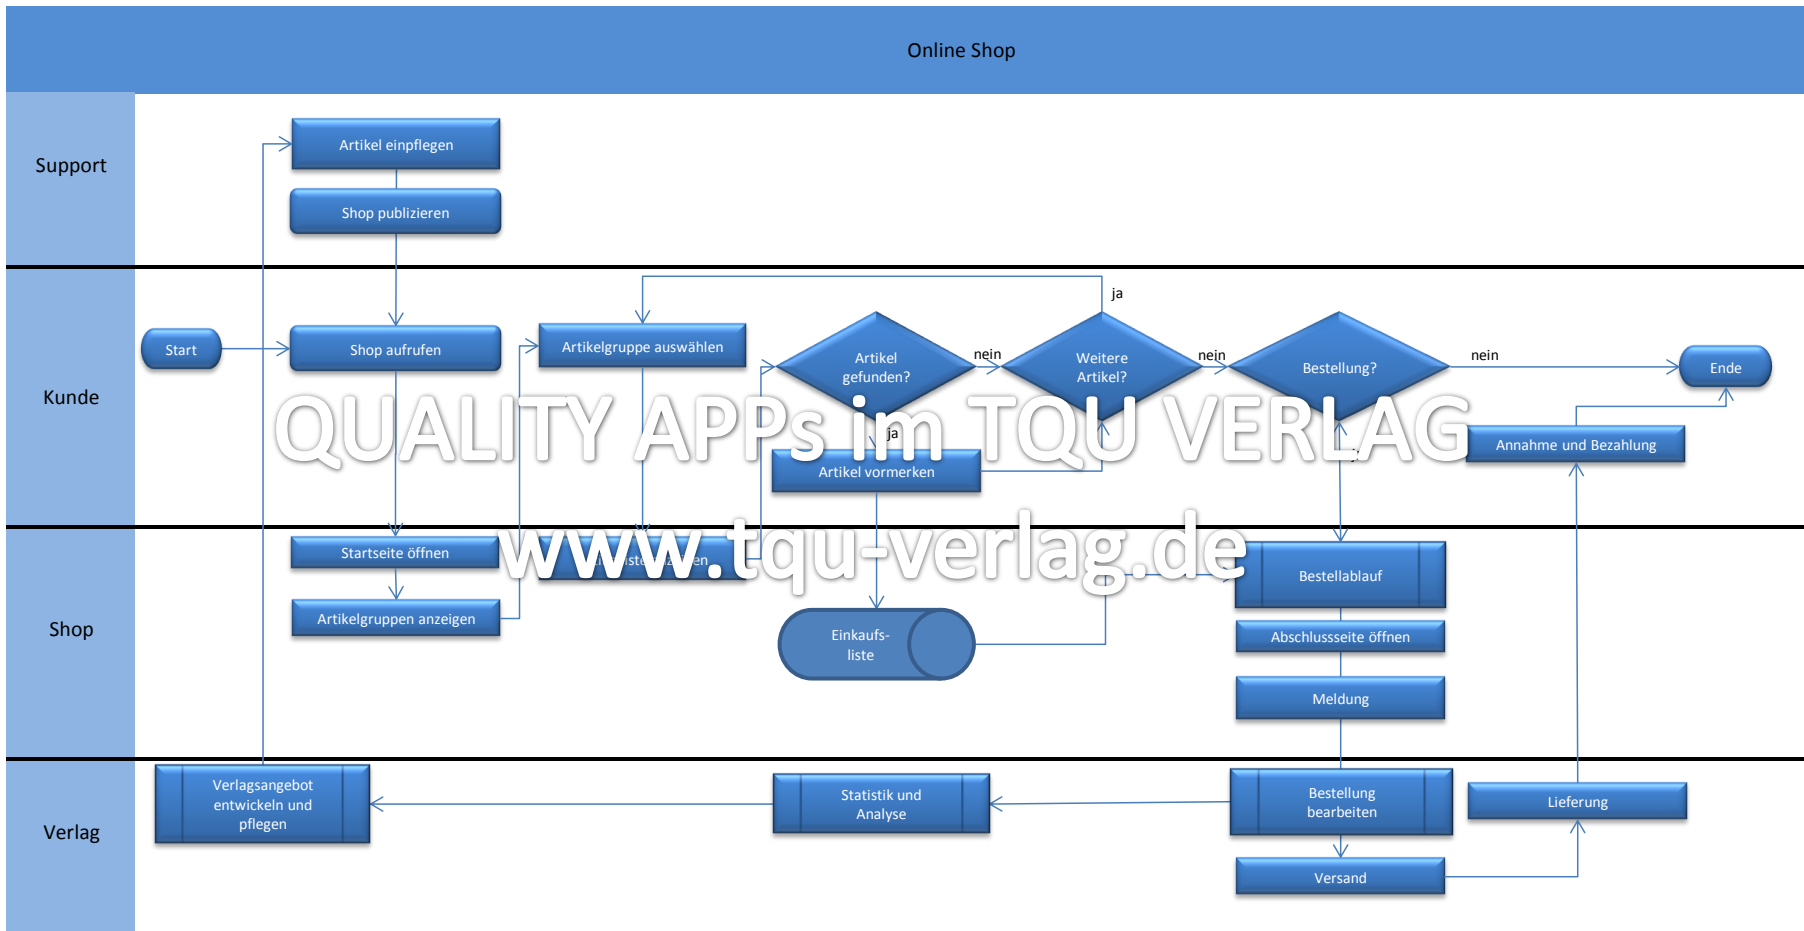 Online Shop
Support
Artikel einpflegen
Shop publizieren
Kunde
Start
Shop aufrufen
Artikelgruppe auswählen
Artikel
gefunden?
nein
ja
Weitere
Artikel?
ja
nein
Bestellung?
nein
Ende
Artikel vormerken
Annahme und Bezahlung
QUALITY APPs im TQU VERLAG
www.tqu-verlag.de
Shop
Startseite öffnen
Artikelgruppen anzeigen
Einkaufs-
liste
Bestellablauf
Abschlussseite öffnen
Meldung
Verlag
Verlagsangebot
entwickeln und
pflegen
Statistik und
Analyse
Bestellung
bearbeiten
Lieferung
Versand